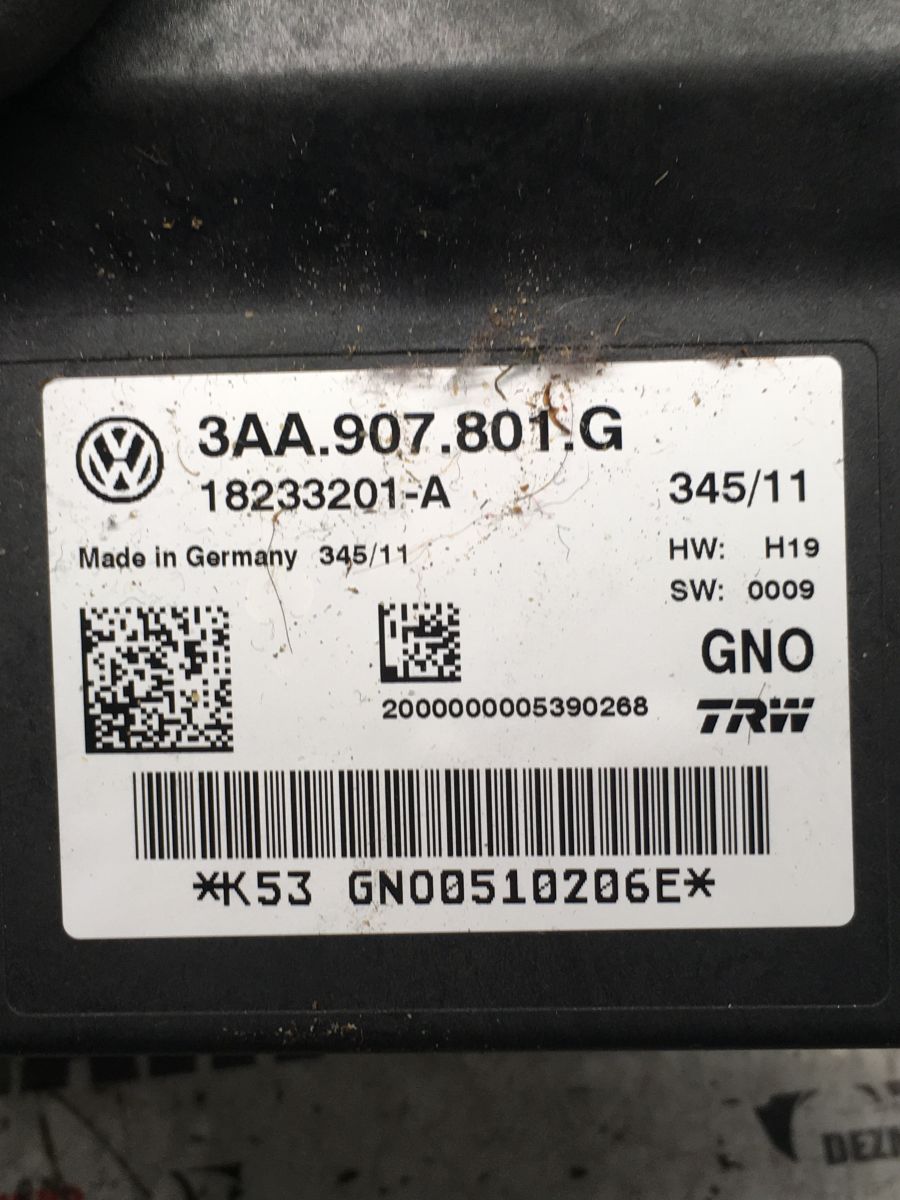 3AA.907.801.G
18233201-A
345/11
Made in Germany 345/11
HW: H19
SW: 0009
GNO
2000000005390268
TRW
*K53 GNO0510206E*